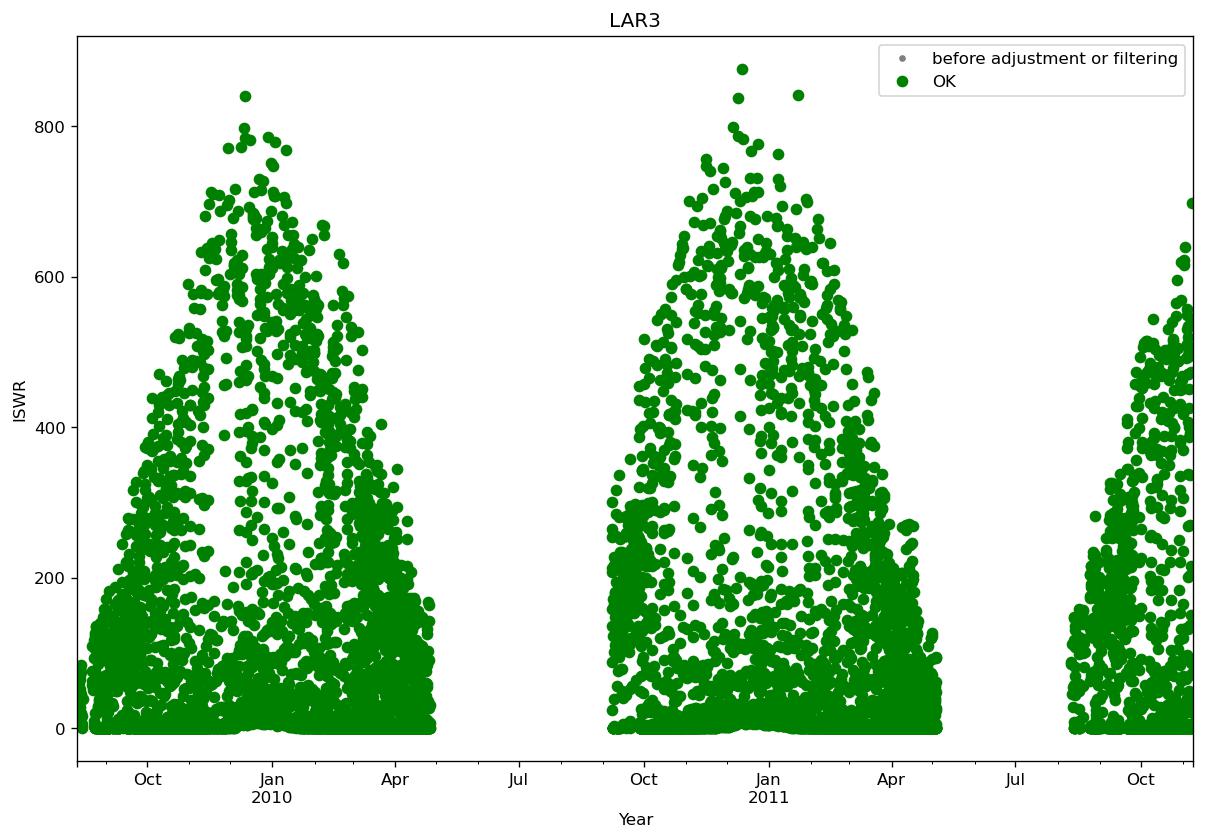 LAR3
before adjustment or filtering
OK
ISWR
800
600
400
200
0
Oct Jan Apr Jul Oct Jan Apr Jul Oct
2010 2011
Year